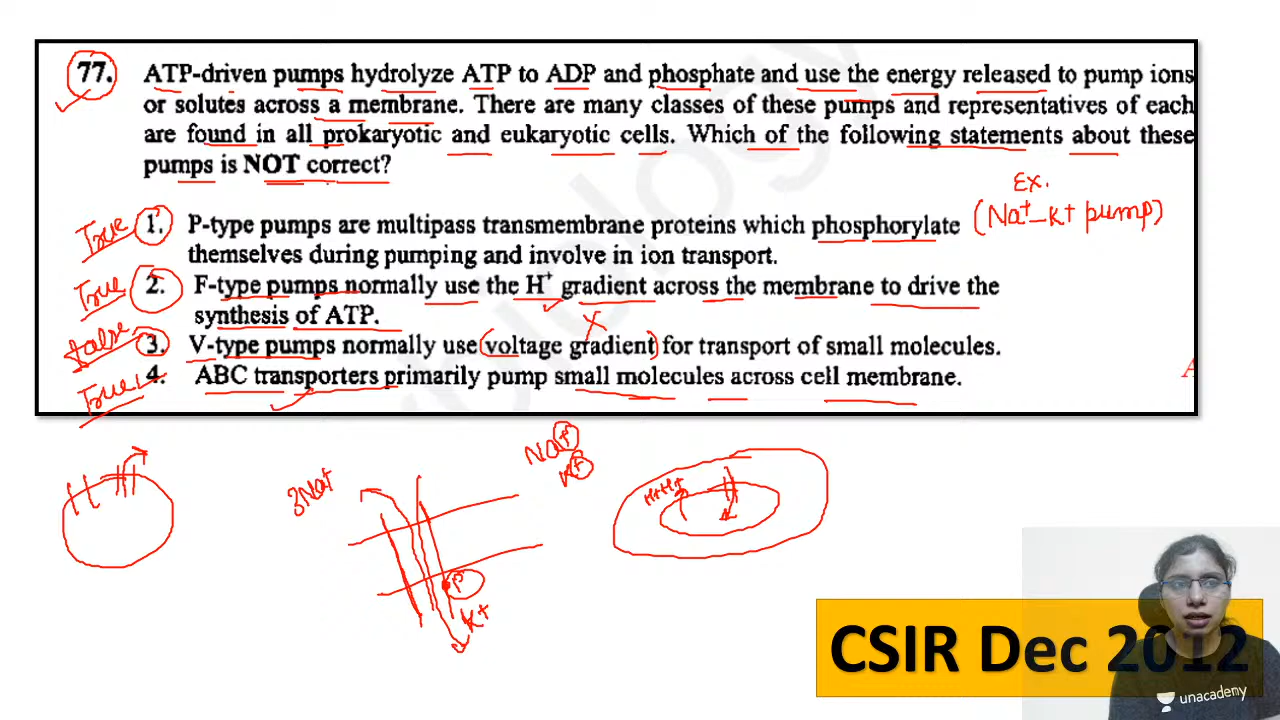 77. ATP-driven pumps hydrolyze ATP to ADP and phosphate and use the energy released to pump ions
or solutes across a membrane. There are many classes of these pumps and representatives of each
are found in all prokaryotic and eukaryotic cells. Which of the following statements about these
pumps is NOT correct?
Ex.
(Na+-K+ pump)
True 1. P-type pumps are multipass transmembrane proteins which phosphorylate
themselves during pumping and involve in ion transport.
True 2. F-type pumps normally use the H+ gradient across the membrane to drive the
synthesis of ATP.
X
false 3. V-type pumps normally use (voltage gradient) for transport of small molecules.
True 4. ABC transporters primarily pump small molecules across cell membrane.
A
Na+
K+
3Na+
H+H+
P
K+
CSIR Dec 2012
unacademy